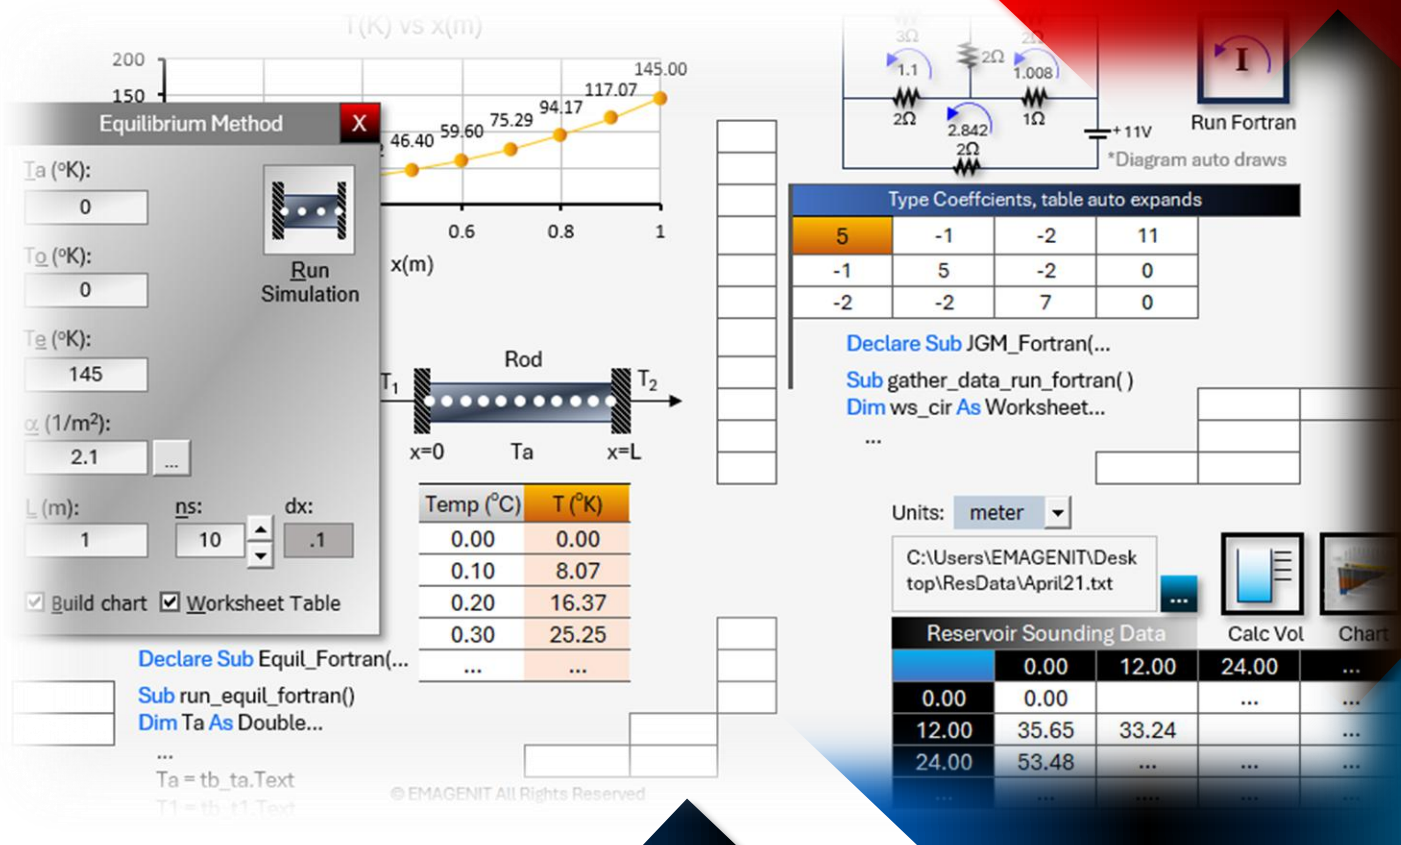 T(K) vs x(m)
200
150
145.00
117.07
94.17
75.29
59.60
46.40
0.6
0.8
1
x(m)
Equilibrium Method
X
Ta (°K):
0
To (°K):
0
Te (°K):
145
α (1/m²):
2.1
...
L (m):
1
ns:
10
dx:
.1
Run
Simulation
Build chart
Worksheet Table
Rod
T₁
T₂
x=0
Ta
x=L
Temp (°C) T (°K)
0.00 0.00
0.10 8.07
0.20 16.37
0.30 25.25
... ...
Declare Sub Equil_Fortran(...
Sub run_equil_fortran()
Dim Ta As Double...
...
Ta = tb_ta.Text
T1 = tb_t1.Text
© EMAGENIT All Rights Reserved
3Ω
2Ω
1.1
2Ω
1.008
2Ω
2.842
1Ω
2Ω
+ 11V
*Diagram auto draws
I
Run Fortran
Type Coeffcients, table auto expands
5 -1 -2 11
-1 5 -2 0
-2 -2 7 0
Declare Sub JGM_Fortran(...
Sub gather_data_run_fortran( )
Dim ws_cir As Worksheet...
...
Units: meter
C:\Users\EMAGENIT\Desk
top\ResData\April21.txt
...
Calc Vol
Chart
Reservoir Sounding Data
0.00 12.00 24.00 ...
0.00 0.00 ... ...
12.00 35.65 33.24 ...
24.00 53.48 ... ... ...
... ... .... ... ...